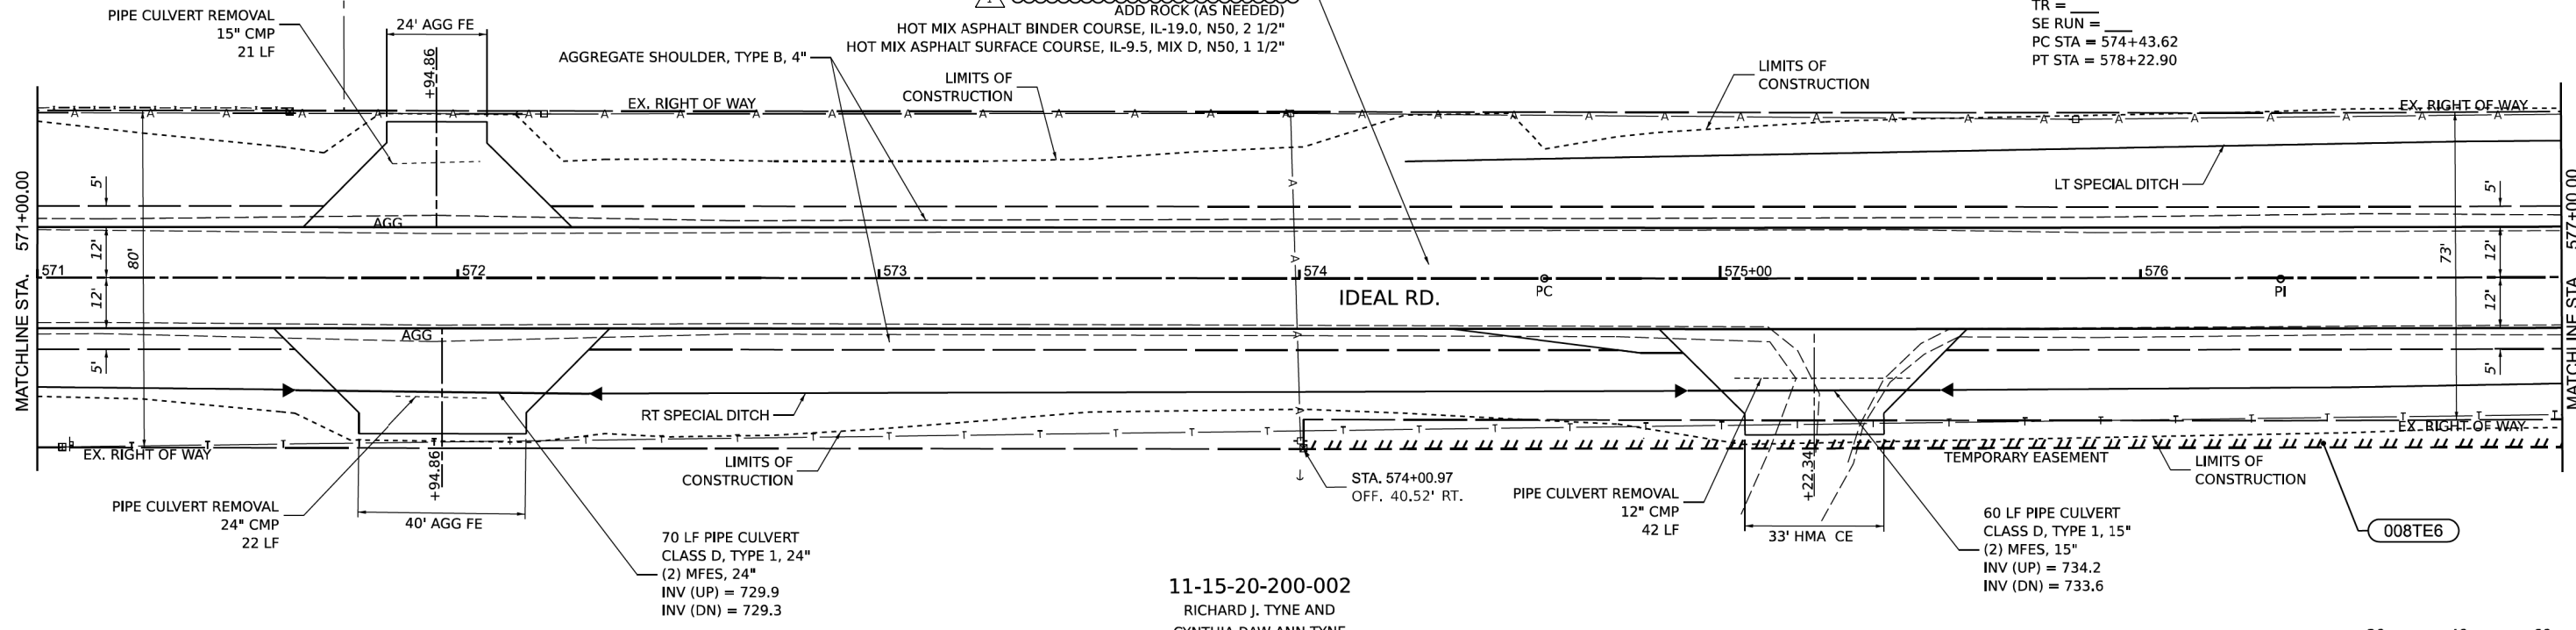 PIPE CULVERT REMOVAL
15" CMP
21 LF
24' AGG FE
+94.86
1
ADD ROCK (AS NEEDED)
HOT MIX ASPHALT BINDER COURSE, IL-19.0, N50, 2 1/2"
HOT MIX ASPHALT SURFACE COURSE, IL-9.5, MIX D, N50, 1 1/2"
AGGREGATE SHOULDER, TYPE B, 4"
LIMITS OF
CONSTRUCTION
TR = ___
SE RUN = ___
PC STA = 574+43.62
PT STA = 578+22.90
LIMITS OF
CONSTRUCTION
EX. RIGHT OF WAY
EX. RIGHT OF WAY
LT SPECIAL DITCH
MATCHLINE STA. 571+00.00
5'
12'
80'
12'
5'
AGG
571
572
573
574
575+00
576
PC
PI
IDEAL RD.
AGG
73'
5'
12'
12'
5'
MATCHLINE STA. 577+00.00
RT SPECIAL DITCH
EX. RIGHT OF WAY
EX. RIGHT OF WAY
LIMITS OF
CONSTRUCTION
TEMPORARY EASEMENT
LIMITS OF
CONSTRUCTION
STA. 574+00.97
OFF. 40.52' RT.
PIPE CULVERT REMOVAL
24" CMP
22 LF
+94.86
40' AGG FE
70 LF PIPE CULVERT
CLASS D, TYPE 1, 24"
(2) MFES, 24"
INV (UP) = 729.9
INV (DN) = 729.3
PIPE CULVERT REMOVAL
12" CMP
42 LF
+22.34
33' HMA CE
60 LF PIPE CULVERT
CLASS D, TYPE 1, 15"
(2) MFES, 15"
INV (UP) = 734.2
INV (DN) = 733.6
008TE6
11-15-20-200-002
RICHARD J. TYNE AND